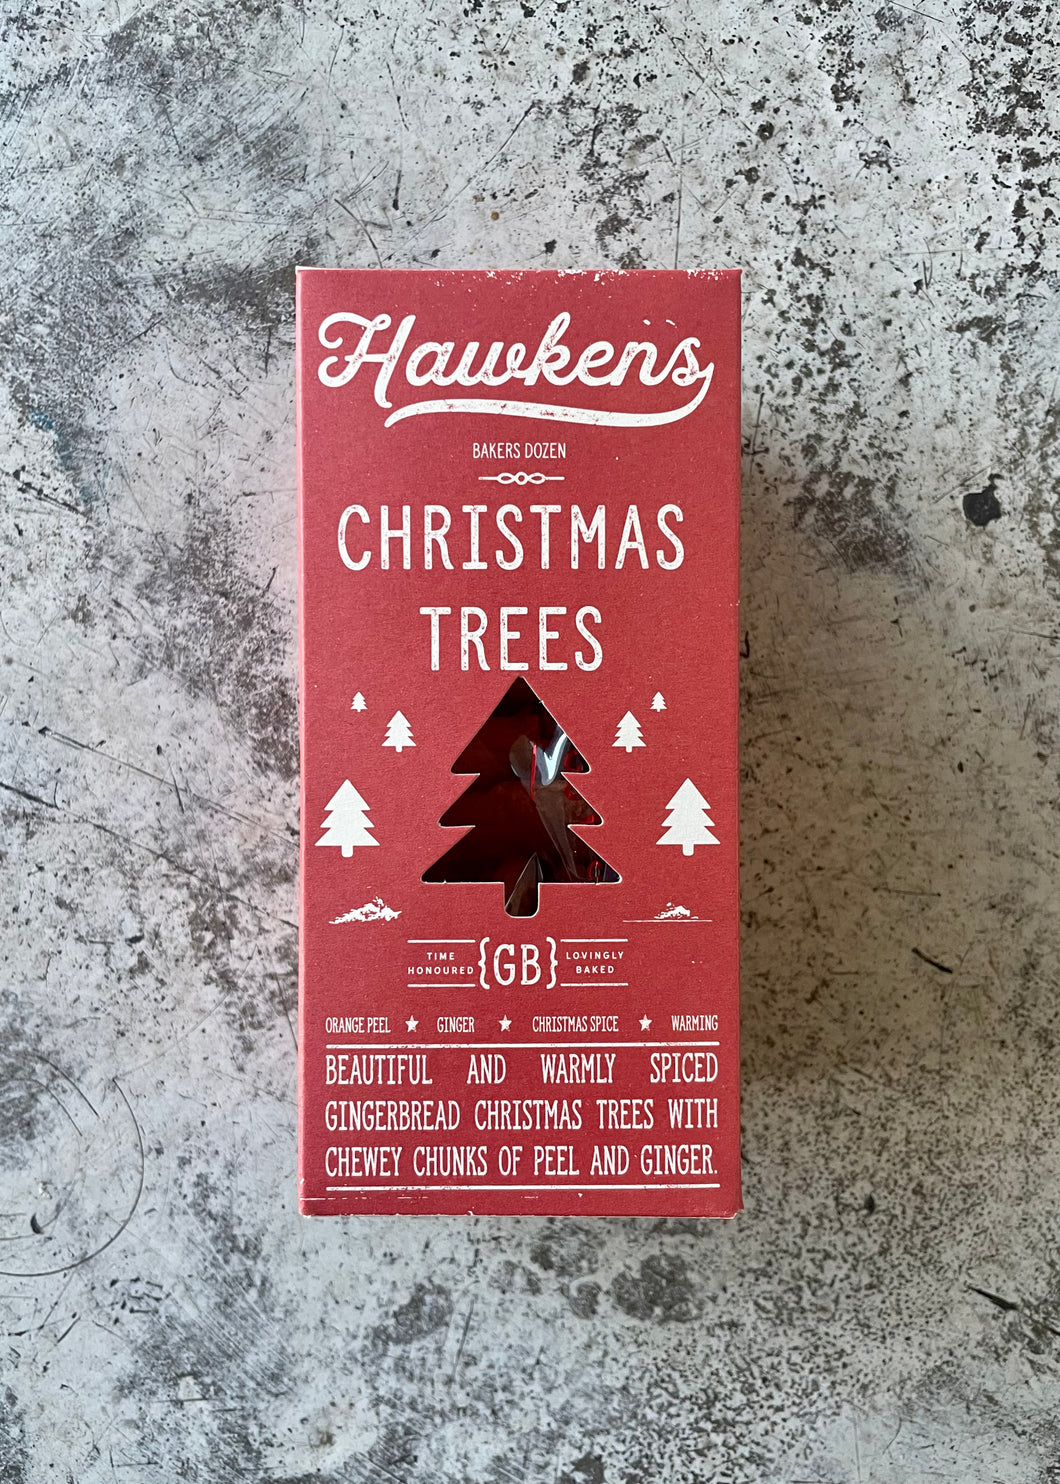 Hawkens
BAKERS DOZEN
CHRISTMAS
TREES
TIME
HONOURED
{GB}
LOVINGLY
BAKED
ORANGE PEEL ★ GINGER ★ CHRISTMAS SPICE ★ WARMING
BEAUTIFUL AND WARMLY SPICED
GINGERBREAD CHRISTMAS TREES WITH
CHEWEY CHUNKS OF PEEL AND GINGER.